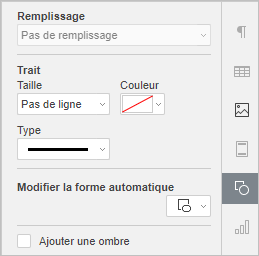 Remplissage
Pas de remplissage
Trait
Taille
Couleur
Pas de ligne
Type
Modifier la forme automatique
Ajouter une ombre